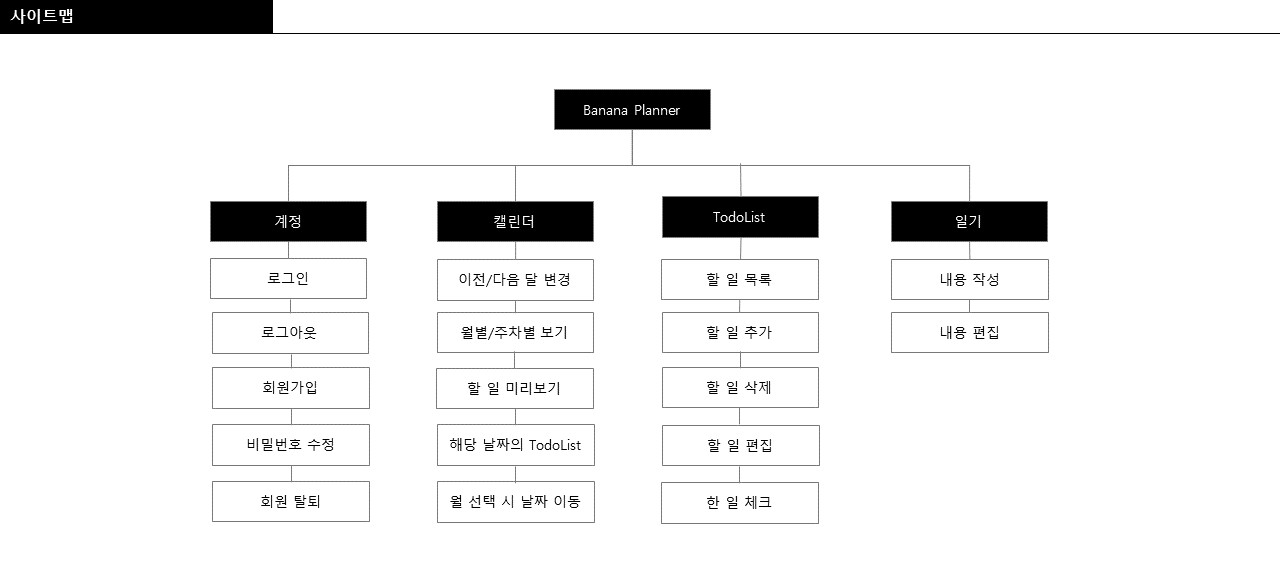 사이트맵
Banana Planner
계정
캘린더
TodoList
일기
로그인
이전/다음 달 변경
할 일 목록
내용 작성
로그아웃
월별/주차별 보기
할 일 추가
내용 편집
회원가입
할 일 미리보기
할 일 삭제
비밀번호 수정
해당 날짜의 TodoList
할 일 편집
회원 탈퇴
월 선택 시 날짜 이동
한 일 체크